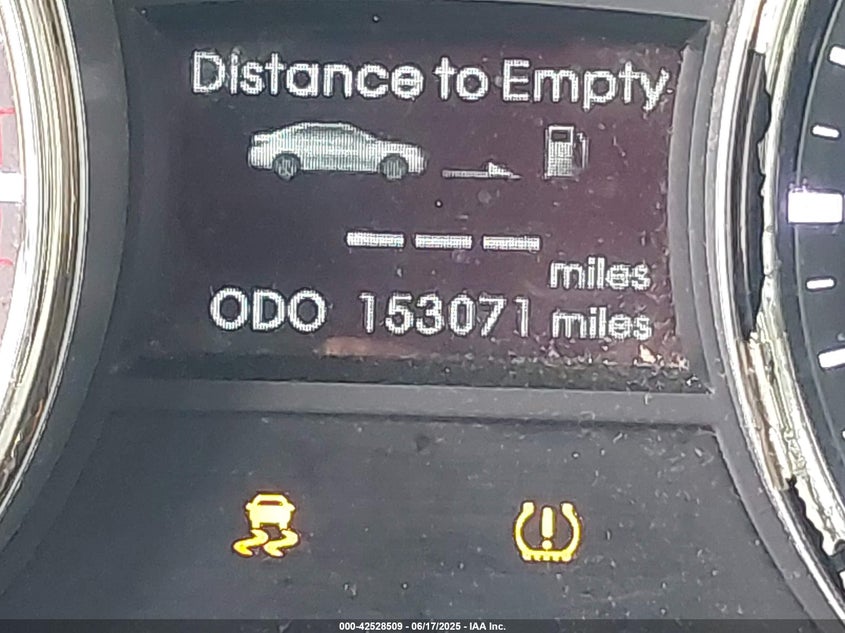 Distance to Empty
--- miles
ODO 153071 miles
000-42528509 - 06/17/2025 - IAA Inc.